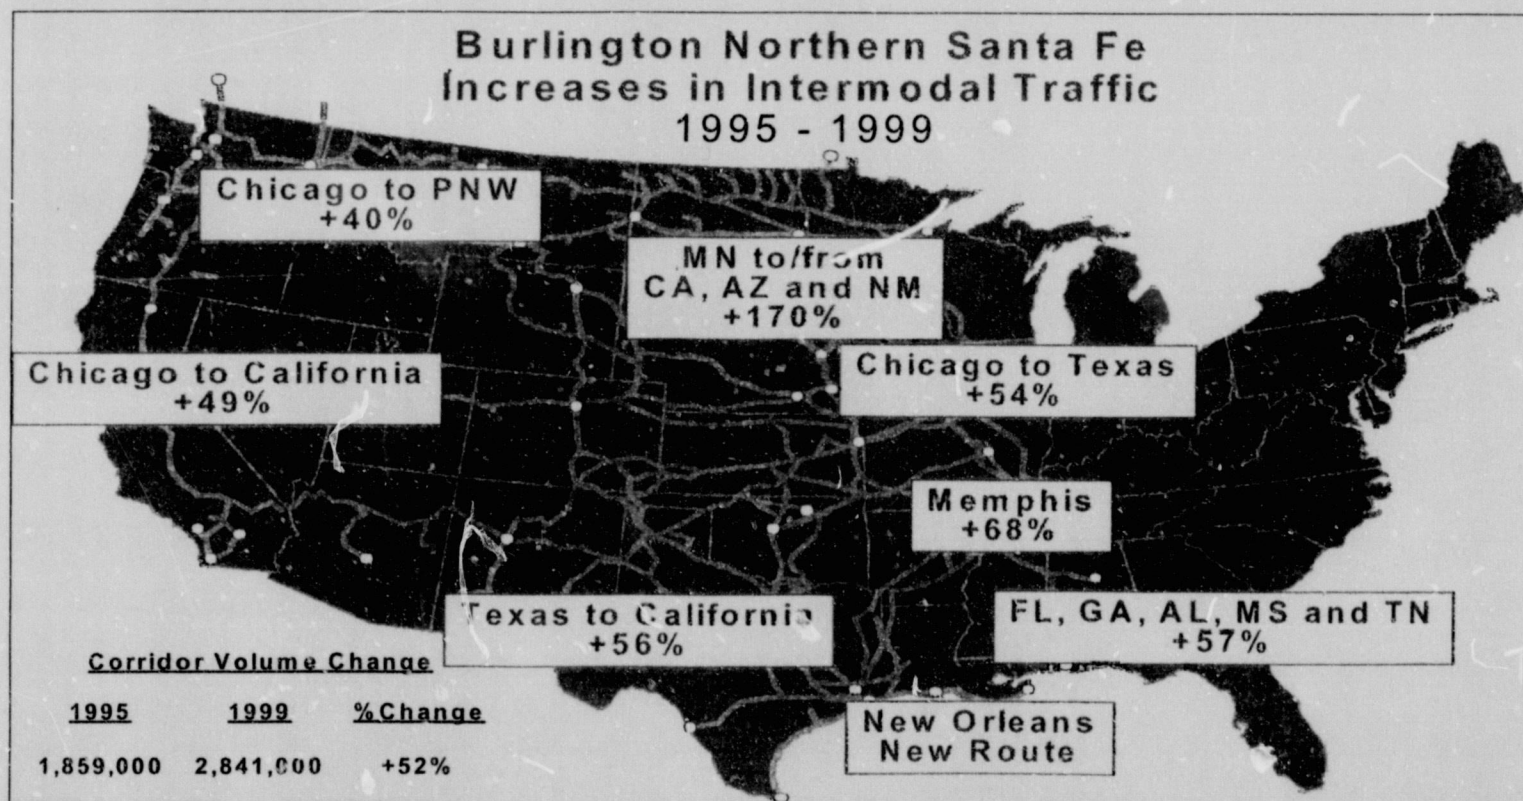 Burlington Northern Santa Fe
Increases in Intermodal Traffic
1995 - 1999
Chicago to PNW
+40%
MN to/from
CA, AZ and NM
+170%
Chicago to California
+49%
Chicago to Texas
+54%
Memphis
+68%
Texas to California
+56%
FL, GA, AL, MS and TN
+57%
New Orleans
New Route
Corridor Volume Change
1995 1999 %Change
1,859,000 2,841,000 +52%